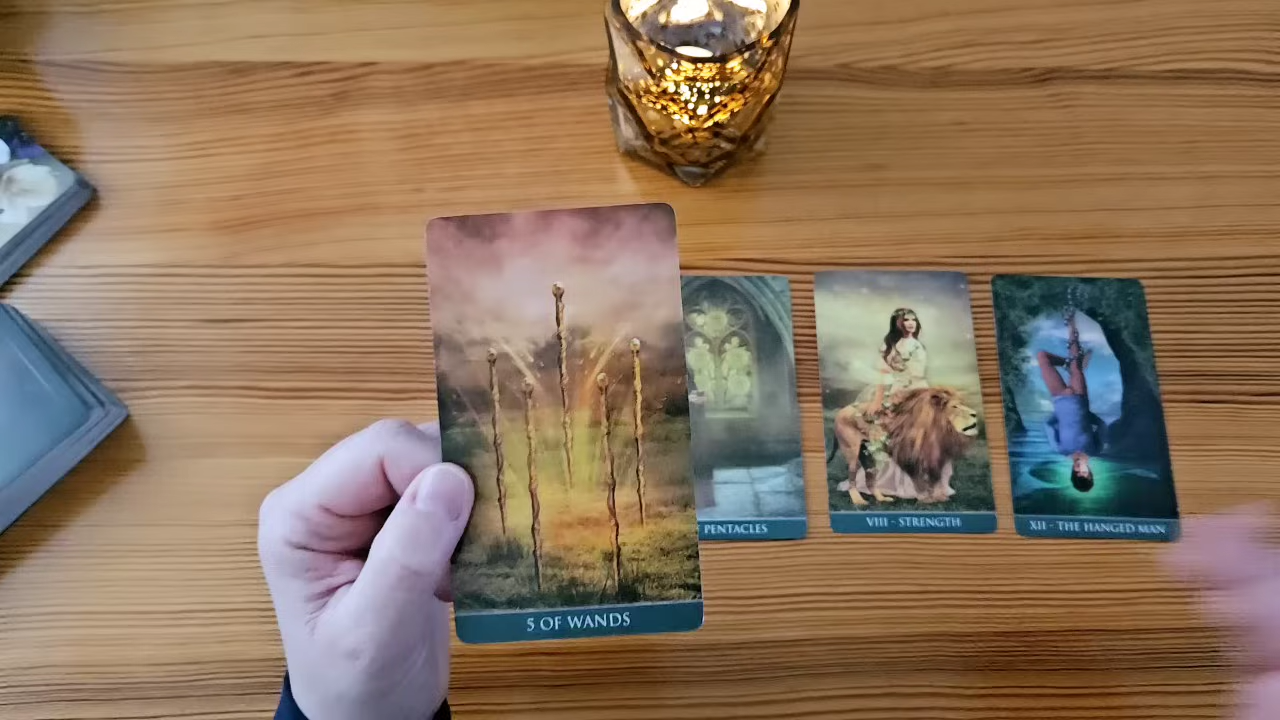 5 OF WANDS
PENTACLES
VIII - STRENGTH
XII - THE HANGED MAN